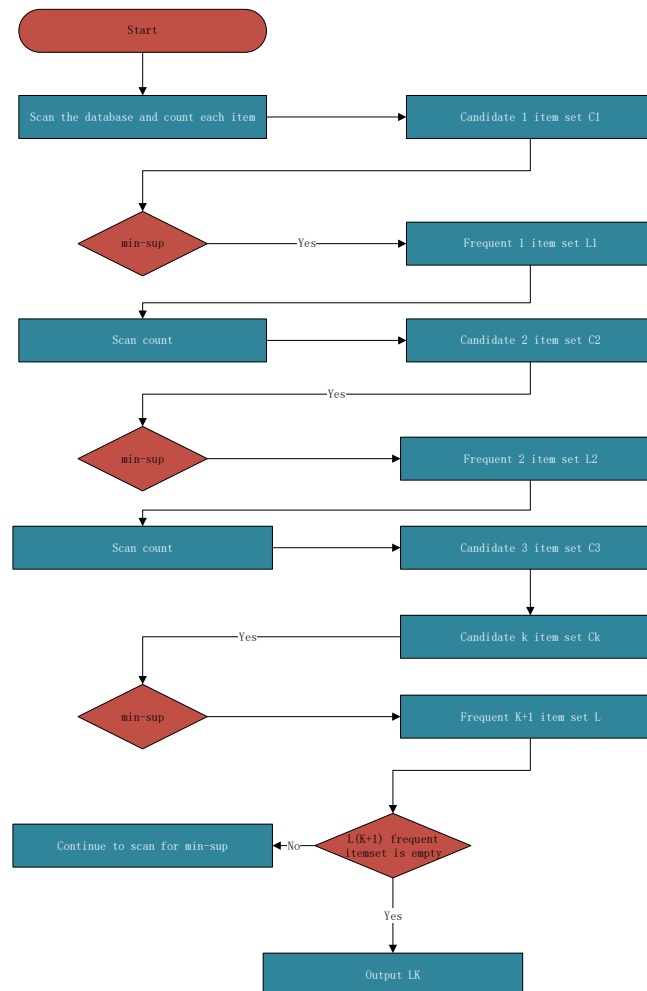 Start
Scan the database and count each item
Candidate 1 item set C1
min-sup
Yes
Frequent 1 item set L1
Scan count
Candidate 2 item set C2
Yes
min-sup
Frequent 2 item set L2
Scan count
Candidate 3 item set C3
Candidate k item set Ck
Yes
min-sup
Frequent K+1 item set L
L(K+1) frequent
itemset is empty
No
Continue to scan for min-sup
Yes
Output LK